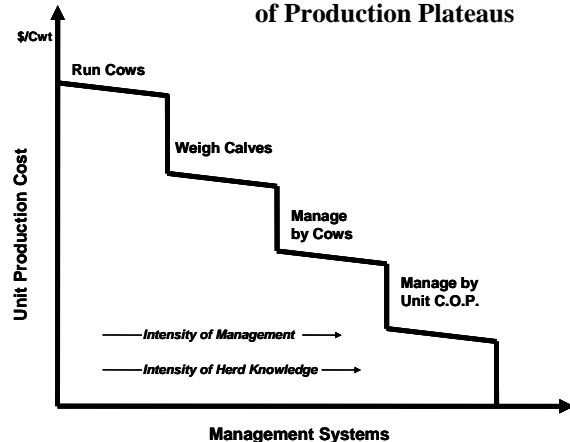 of Production Plateaus
$/Cwt
Run Cows
Weigh Calves
Manage
by Cows
Manage by
Unit C.O.P.
Unit Production Cost
Intensity of Management
Intensity of Herd Knowledge
Management Systems